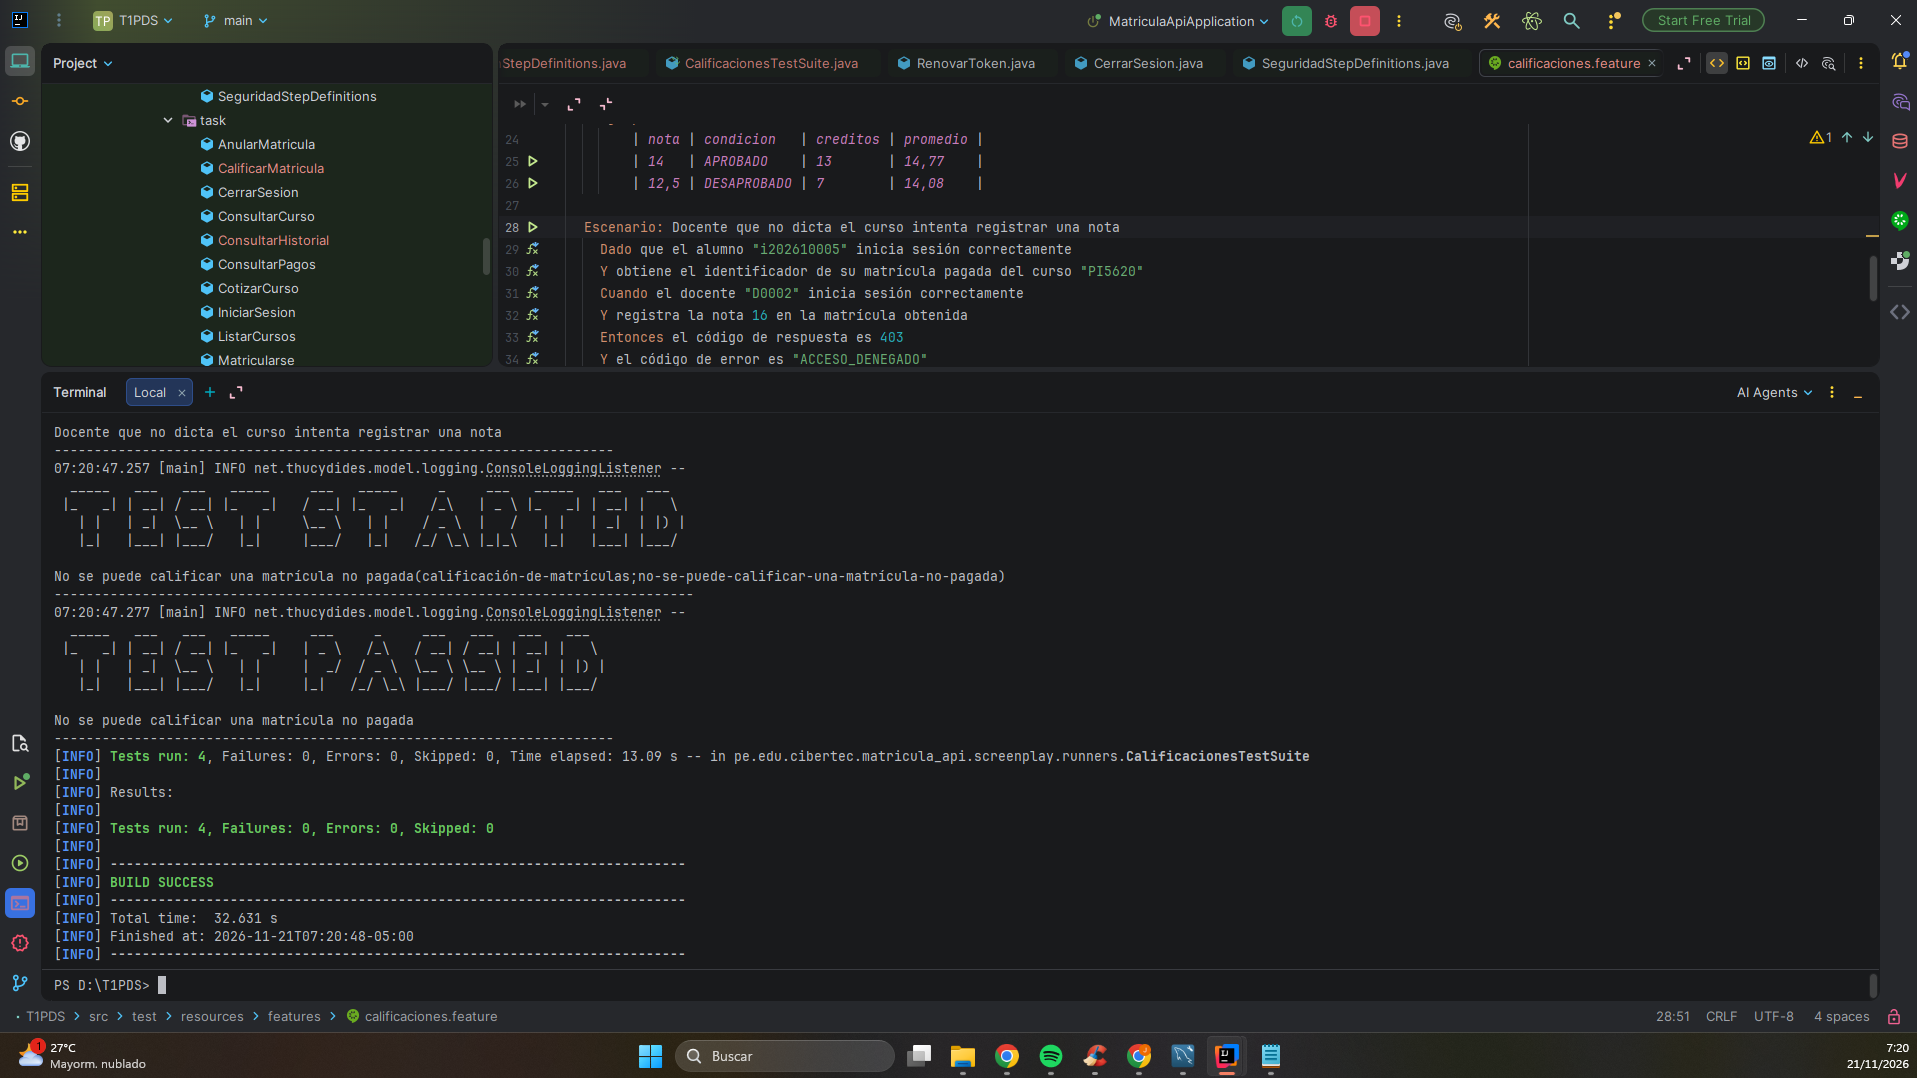 TP T1PDS main MatriculaApiApplication Start Free Trial
Project
StepDefinitions.java CalificacionesTestSuite.java RenovarToken.java CerrarSesion.java SeguridadStepDefinitions.java calificaciones.feature
SeguridadStepDefinitions
task
AnularMatricula
CalificarMatricula
CerrarSesion
ConsultarCurso
ConsultarHistorial
ConsultarPagos
CotizarCurso
IniciarSesion
ListarCursos
Matricularse
24 | nota | condicion | creditos | promedio |
25 | 14 | APROBADO | 13 | 14,77 |
26 | 12,5 | DESAPROBADO | 7 | 14,08 |
27
28 Escenario: Docente que no dicta el curso intenta registrar una nota
29 Dado que el alumno "i202610005" inicia sesión correctamente
30 Y obtiene el identificador de su matrícula pagada del curso "PI5620"
31 Cuando el docente "D0002" inicia sesión correctamente
32 Y registra la nota 16 en la matrícula obtenida
33 Entonces el código de respuesta es 403
34 Y el código de error es "ACCESO_DENEGADO"
1
Terminal Local AI Agents
Docente que no dicta el curso intenta registrar una nota
----------------------------------------------------------------------
07:20:47.257 [main] INFO net.thucydides.model.logging.ConsoleLoggingListener --
TEST STARTED
No se puede calificar una matrícula no pagada(calificación-de-matrículas;no-se-puede-calificar-una-matrícula-no-pagada)
--------------------------------------------------------------------------------
07:20:47.277 [main] INFO net.thucydides.model.logging.ConsoleLoggingListener --
TEST PASSED
No se puede calificar una matrícula no pagada
----------------------------------------------------------------------
[INFO] Tests run: 4, Failures: 0, Errors: 0, Skipped: 0, Time elapsed: 13.09 s -- in pe.edu.cibertec.matricula_api.screenplay.runners.CalificacionesTestSuite
[INFO]
[INFO] Results:
[INFO]
[INFO] Tests run: 4, Failures: 0, Errors: 0, Skipped: 0
[INFO]
[INFO] ------------------------------------------------------------------------
[INFO] BUILD SUCCESS
[INFO] ------------------------------------------------------------------------
[INFO] Total time:  32.631 s
[INFO] Finished at: 2026-11-21T07:20:48-05:00
[INFO] ------------------------------------------------------------------------
PS D:\T1PDS>
T1PDS > src > test > resources > features > calificaciones.feature 28:51 CRLF UTF-8 4 spaces
1 27°C
Mayorm. nublado
Buscar
7:20
21/11/2026